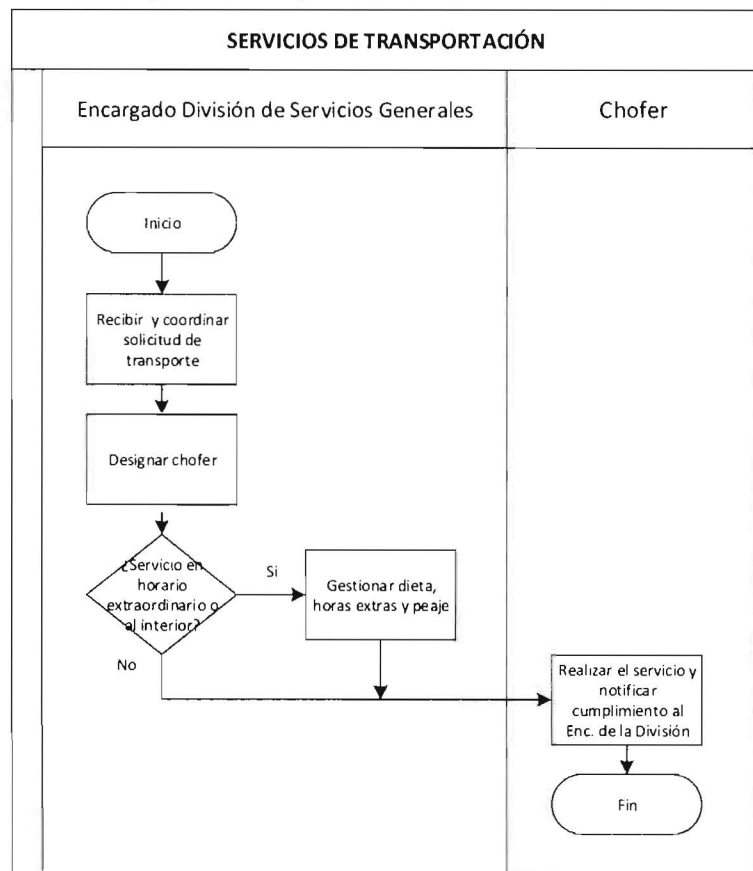 SERVICIOS DE TRANSPORTACIÓN
Encargado División de Servicios Generales
Chofer
Inicio
Recibir y coordinar
solicitud de
transporte
Designar chofer
¿Servicio en
horario
extraordinario o
al interior?
Si
Gestionar dieta,
horas extras y peaje
No
Realizar el servicio y
notificar
cumplimiento al
Enc. de la División
Fin